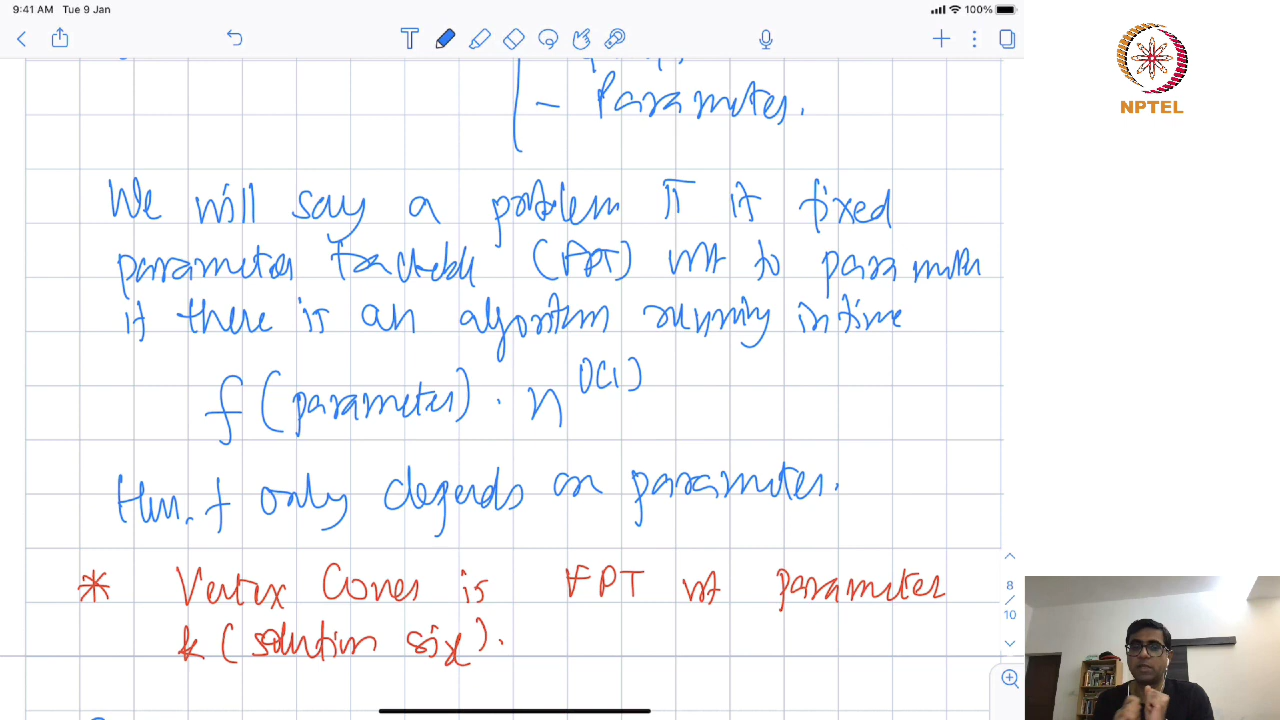 9:41 AM Tue 9 Jan
100%
NPTEL
- Parameter.
We will say a problem Π is fixed
parameter tractable (FPT) wrt to parameter
if there is an algorithm running in time
f (parameter) · n^O(1)
Here, f only depends on parameter.
* Vertex Cover is FPT wrt parameter
k (solution size).
8
/
10